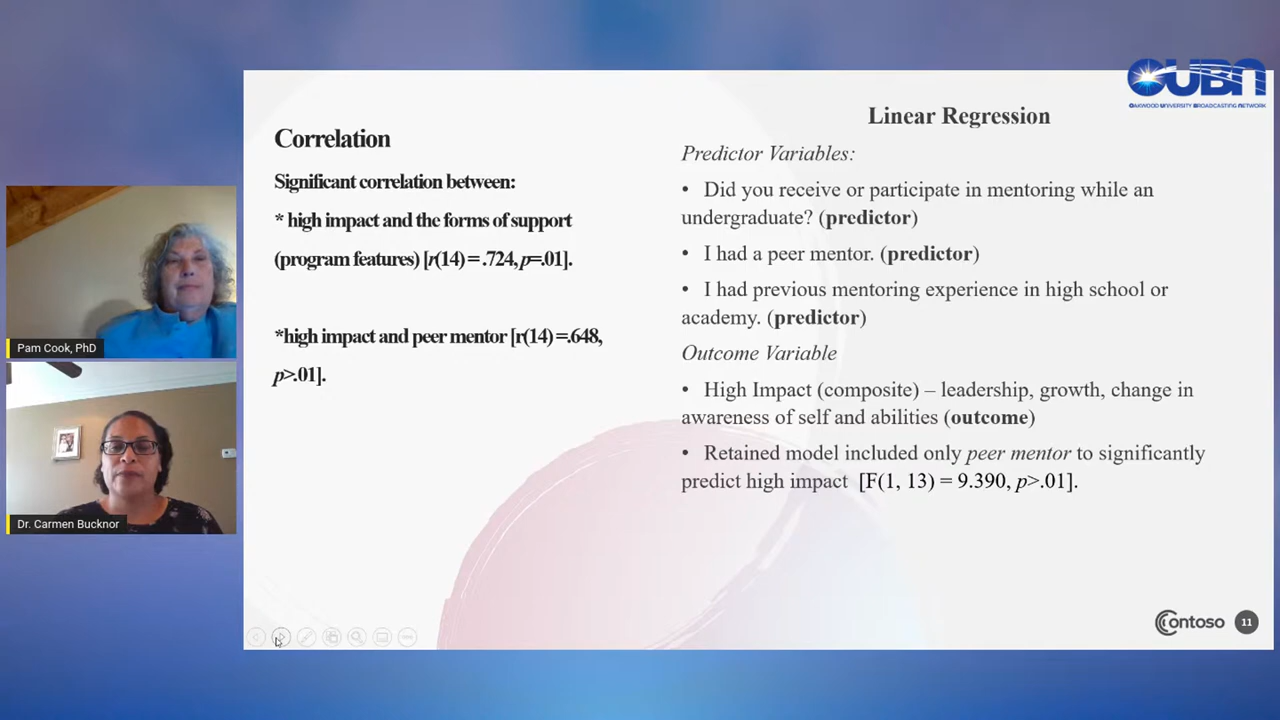 OUBN
OAKWOOD UNIVERSITY BROADCASTING NETWORK
Correlation
Significant correlation between:
* high impact and the forms of support
(program features) [r(14) = .724, p=.01].
*high impact and peer mentor [r(14) =.648,
p>.01].
Linear Regression
Predictor Variables:
• Did you receive or participate in mentoring while an
undergraduate? (predictor)
• I had a peer mentor. (predictor)
• I had previous mentoring experience in high school or
academy. (predictor)
Outcome Variable
• High Impact (composite) – leadership, growth, change in
awareness of self and abilities (outcome)
• Retained model included only peer mentor to significantly
predict high impact [F(1, 13) = 9.390, p>.01].
Pam Cook, PhD
Dr. Carmen Bucknor
Contoso
11